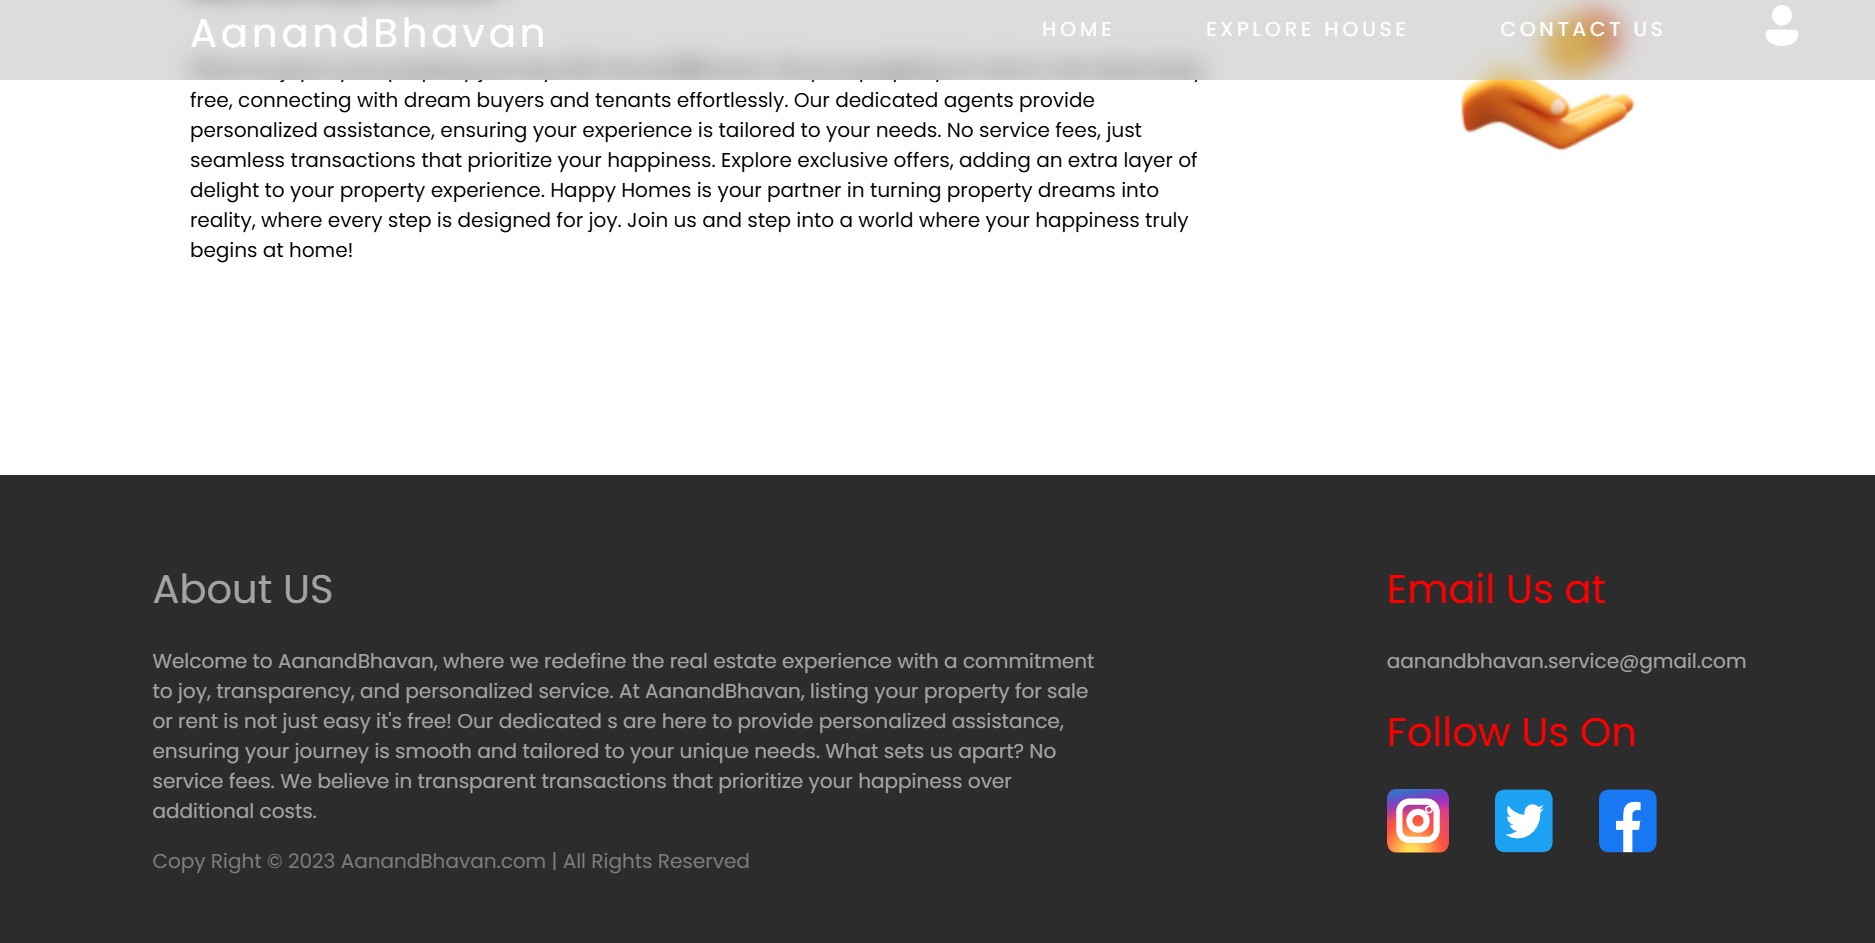 AanandBhavan
HOME
EXPLORE HOUSE
CONTACT US
free, connecting with dream buyers and tenants effortlessly. Our dedicated agents provide
personalized assistance, ensuring your experience is tailored to your needs. No service fees, just
seamless transactions that prioritize your happiness. Explore exclusive offers, adding an extra layer of
delight to your property experience. Happy Homes is your partner in turning property dreams into
reality, where every step is designed for joy. Join us and step into a world where your happiness truly
begins at home!
About US
Welcome to AanandBhavan, where we redefine the real estate experience with a commitment
to joy, transparency, and personalized service. At AanandBhavan, listing your property for sale
or rent is not just easy it's free! Our dedicated s are here to provide personalized assistance,
ensuring your journey is smooth and tailored to your unique needs. What sets us apart? No
service fees. We believe in transparent transactions that prioritize your happiness over
additional costs.
Copy Right © 2023 AanandBhavan.com | All Rights Reserved
Email Us at
aanandbhavan.service@gmail.com
Follow Us On